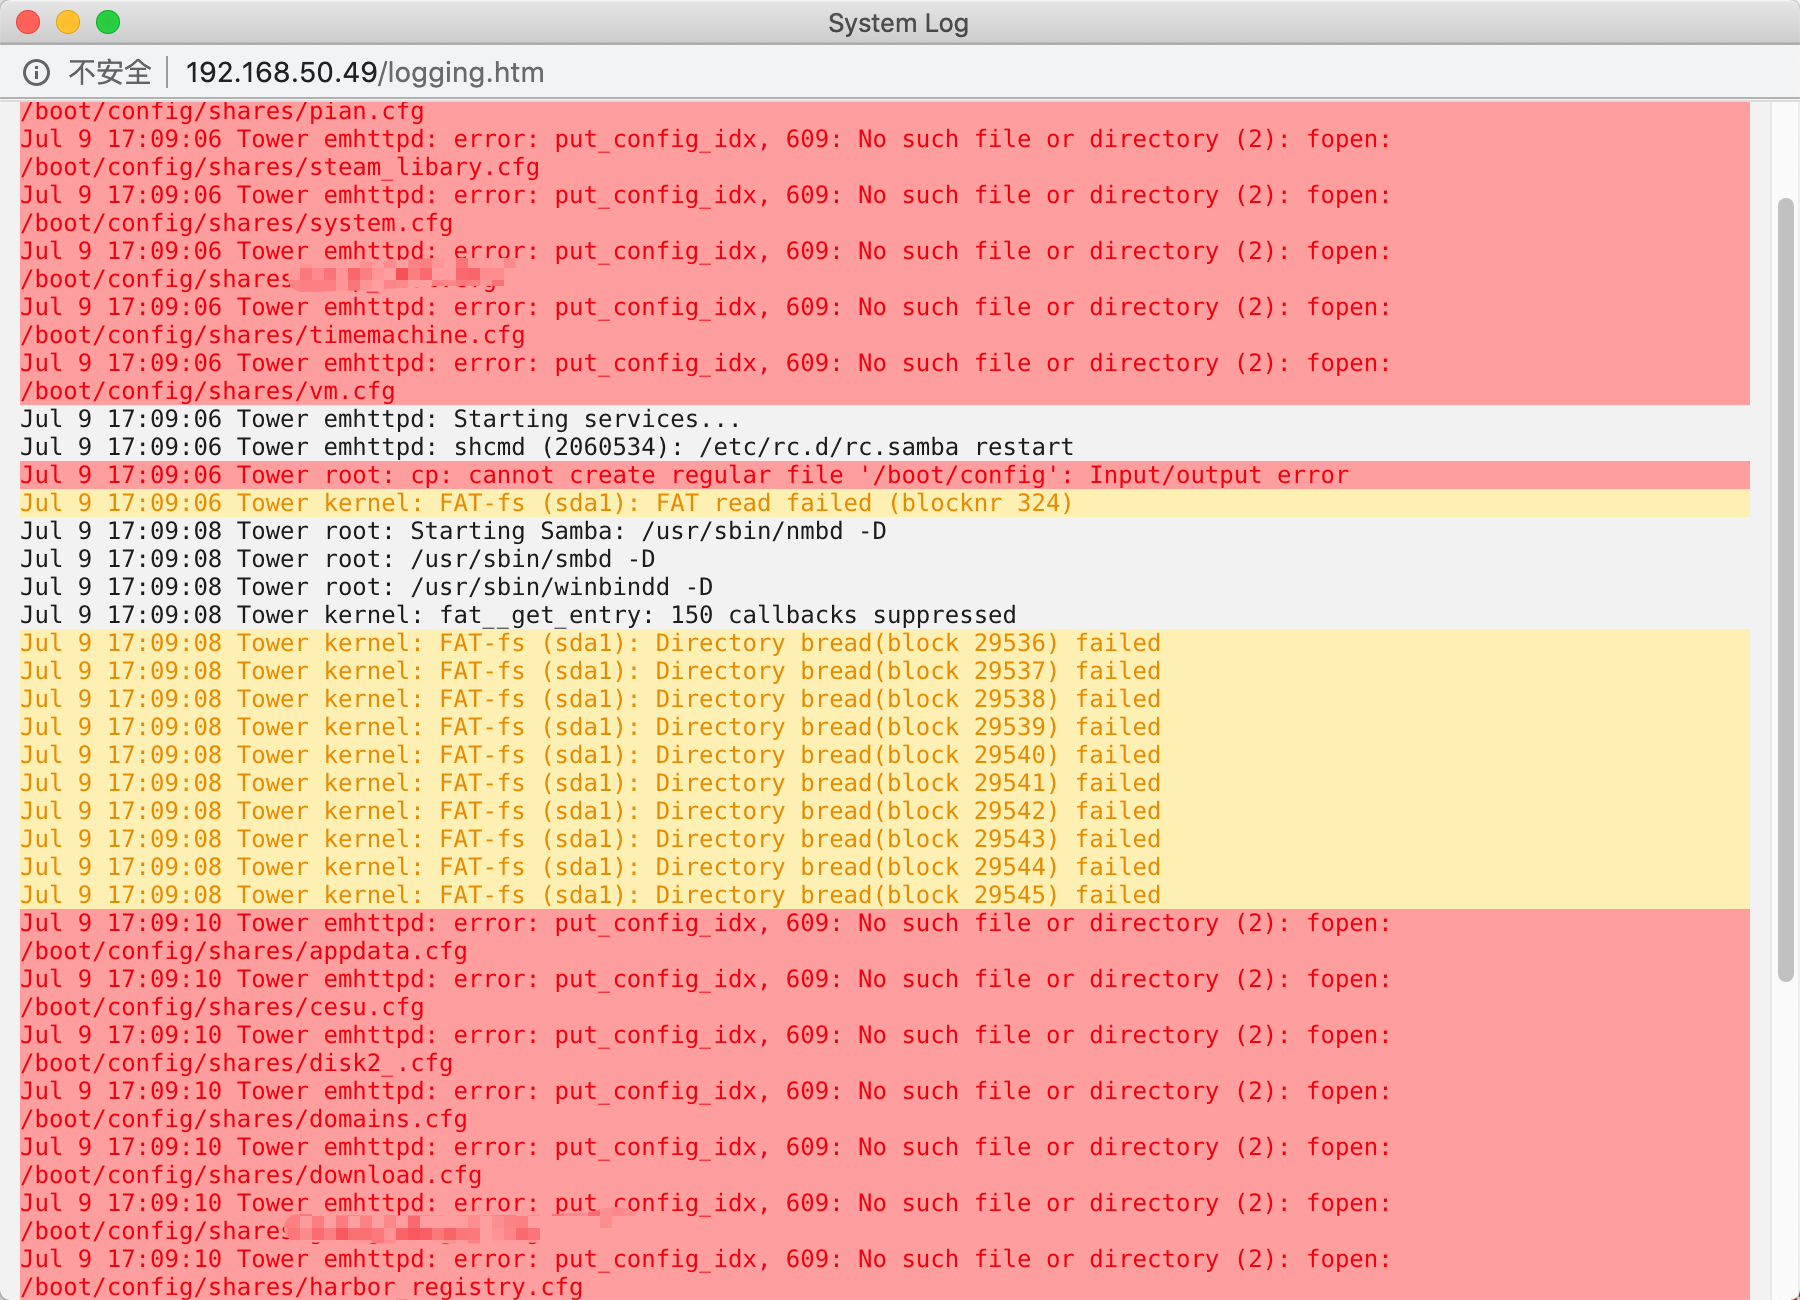 System Log
不安全 192.168.50.49/logging.htm
/boot/config/shares/pian.cfg
Jul 9 17:09:06 Tower emhttpd: error: put_config_idx, 609: No such file or directory (2): fopen:
/boot/config/shares/steam_libary.cfg
Jul 9 17:09:06 Tower emhttpd: error: put_config_idx, 609: No such file or directory (2): fopen:
/boot/config/shares/system.cfg
Jul 9 17:09:06 Tower emhttpd: error: put_config_idx, 609: No such file or directory (2): fopen:
/boot/config/shares
Jul 9 17:09:06 Tower emhttpd: error: put_config_idx, 609: No such file or directory (2): fopen:
/boot/config/shares/timemachine.cfg
Jul 9 17:09:06 Tower emhttpd: error: put_config_idx, 609: No such file or directory (2): fopen:
/boot/config/shares/vm.cfg
Jul 9 17:09:06 Tower emhttpd: Starting services...
Jul 9 17:09:06 Tower emhttpd: shcmd (2060534): /etc/rc.d/rc.samba restart
Jul 9 17:09:06 Tower root: cp: cannot create regular file '/boot/config': Input/output error
Jul 9 17:09:06 Tower kernel: FAT-fs (sda1): FAT read failed (blocknr 324)
Jul 9 17:09:08 Tower root: Starting Samba: /usr/sbin/nmbd -D
Jul 9 17:09:08 Tower root: /usr/sbin/smbd -D
Jul 9 17:09:08 Tower root: /usr/sbin/winbindd -D
Jul 9 17:09:08 Tower kernel: fat__get_entry: 150 callbacks suppressed
Jul 9 17:09:08 Tower kernel: FAT-fs (sda1): Directory bread(block 29536) failed
Jul 9 17:09:08 Tower kernel: FAT-fs (sda1): Directory bread(block 29537) failed
Jul 9 17:09:08 Tower kernel: FAT-fs (sda1): Directory bread(block 29538) failed
Jul 9 17:09:08 Tower kernel: FAT-fs (sda1): Directory bread(block 29539) failed
Jul 9 17:09:08 Tower kernel: FAT-fs (sda1): Directory bread(block 29540) failed
Jul 9 17:09:08 Tower kernel: FAT-fs (sda1): Directory bread(block 29541) failed
Jul 9 17:09:08 Tower kernel: FAT-fs (sda1): Directory bread(block 29542) failed
Jul 9 17:09:08 Tower kernel: FAT-fs (sda1): Directory bread(block 29543) failed
Jul 9 17:09:08 Tower kernel: FAT-fs (sda1): Directory bread(block 29544) failed
Jul 9 17:09:08 Tower kernel: FAT-fs (sda1): Directory bread(block 29545) failed
Jul 9 17:09:10 Tower emhttpd: error: put_config_idx, 609: No such file or directory (2): fopen:
/boot/config/shares/appdata.cfg
Jul 9 17:09:10 Tower emhttpd: error: put_config_idx, 609: No such file or directory (2): fopen:
/boot/config/shares/cesu.cfg
Jul 9 17:09:10 Tower emhttpd: error: put_config_idx, 609: No such file or directory (2): fopen:
/boot/config/shares/disk2_.cfg
Jul 9 17:09:10 Tower emhttpd: error: put_config_idx, 609: No such file or directory (2): fopen:
/boot/config/shares/domains.cfg
Jul 9 17:09:10 Tower emhttpd: error: put_config_idx, 609: No such file or directory (2): fopen:
/boot/config/shares/download.cfg
Jul 9 17:09:10 Tower emhttpd: error: put_config_idx, 609: No such file or directory (2): fopen:
/boot/config/shares
Jul 9 17:09:10 Tower emhttpd: error: put_config_idx, 609: No such file or directory (2): fopen:
/boot/config/shares/harbor_registry.cfg